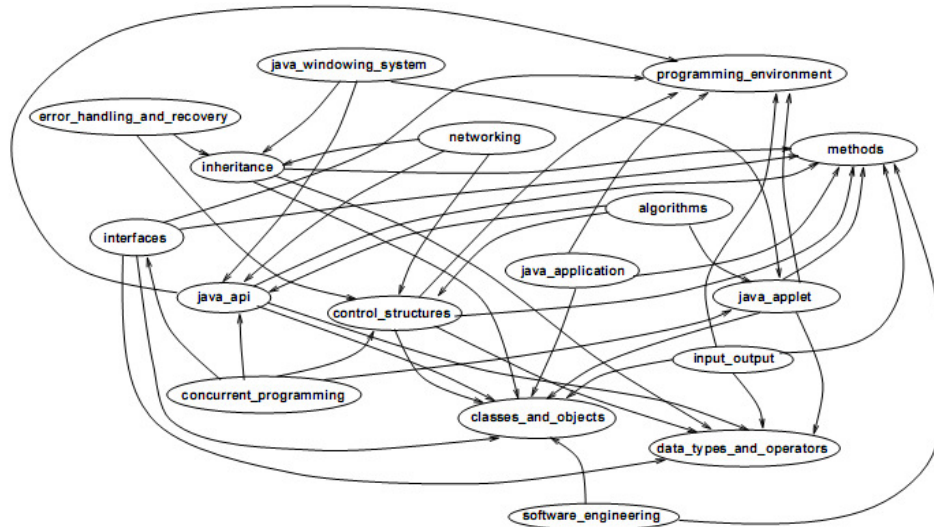 java_windowing_system
programming_environment
error_handling_and_recovery
networking
inheritance
methods
algorithms
interfaces
java_application
java_api
java_applet
control_structures
input_output
concurrent_programming
classes_and_objects
data_types_and_operators
software_engineering